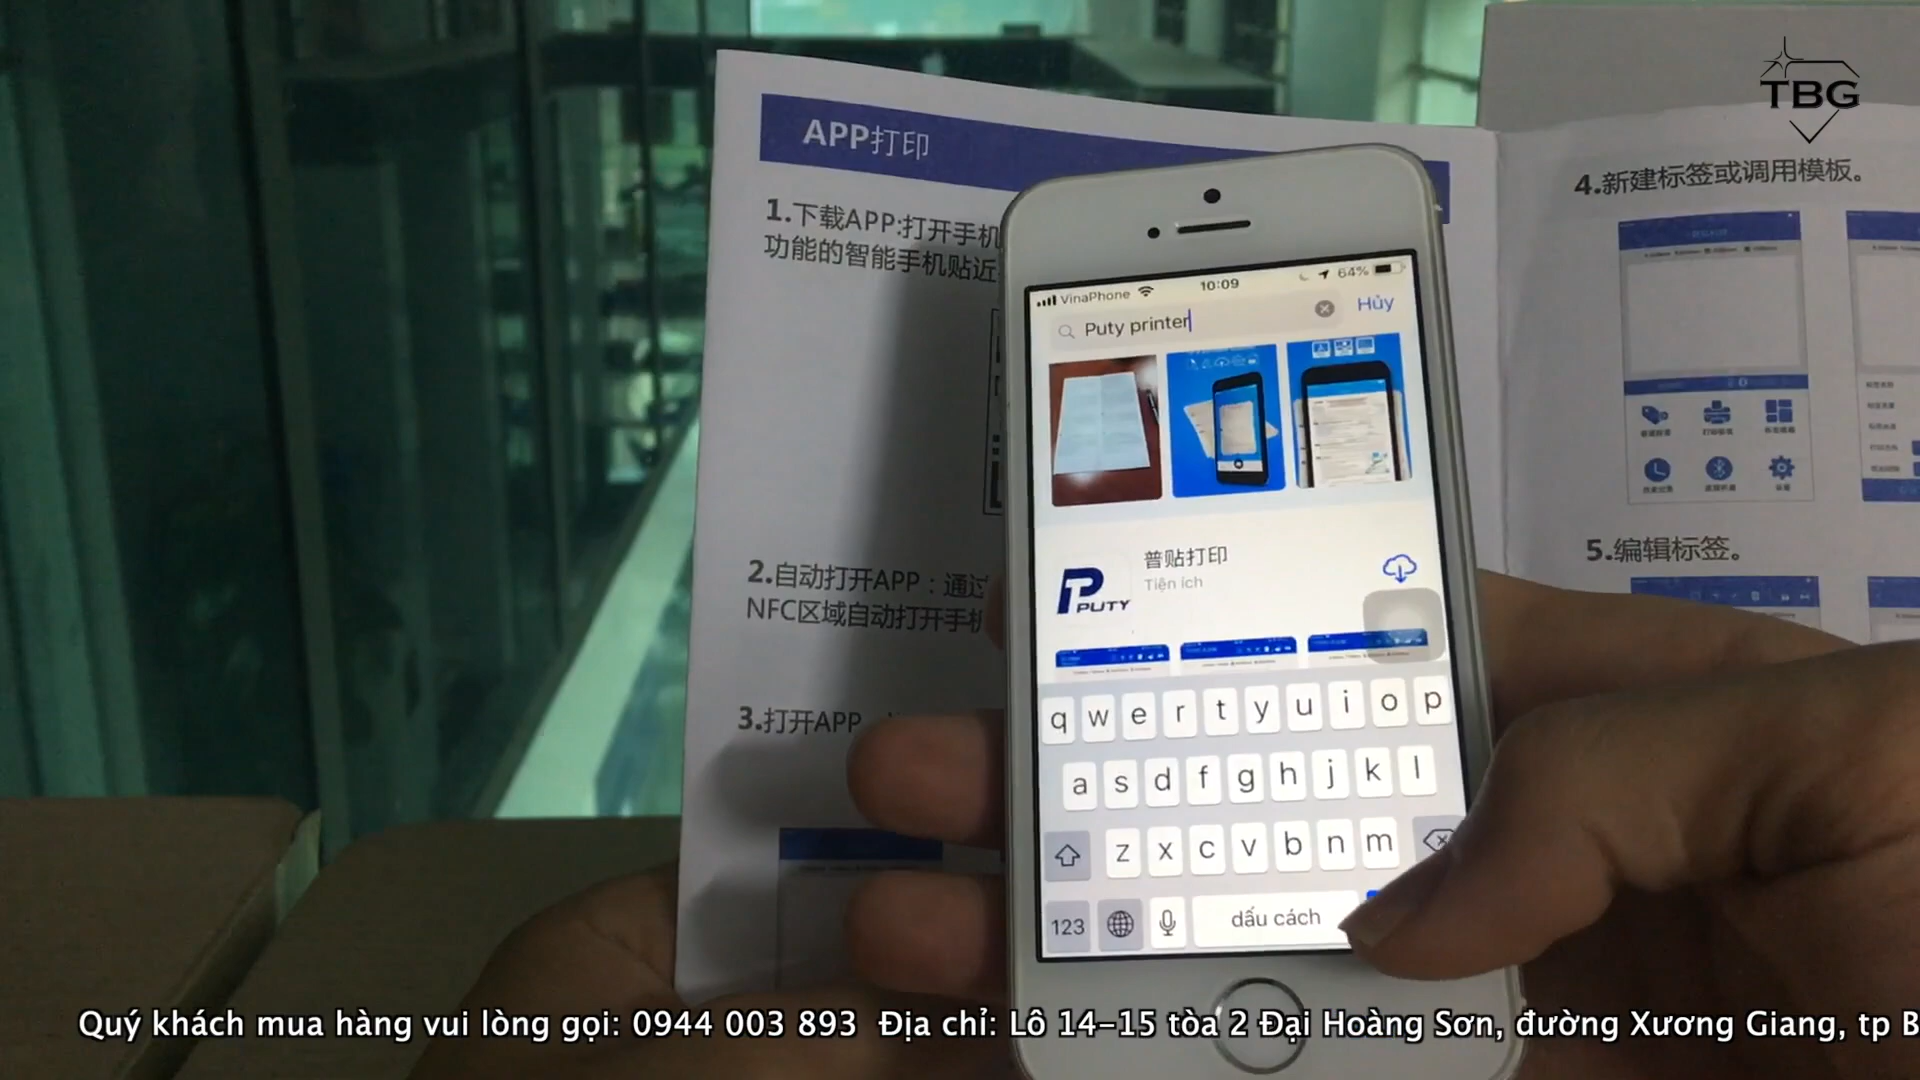 TBG
APP打印
1.下载APP:打开手机
功能的智能手机贴近
2.自动打开APP：通过
NFC区域自动打开手机
3.打开APP
4.新建标签或调用模板。
5.编辑标签。
VinaPhone
10:09
64%
Puty printer
Hủy
普贴打印
Tiện ích
PUTY
q w e r t y u i o p
a s d f g h j k l
z x c v b n m
123
dấu cách
Quý khách mua hàng vui lòng gọi: 0944 003 893 Địa chỉ: Lô 14-15 tòa 2 Đại Hoàng Sơn, đường Xương Giang, tp B